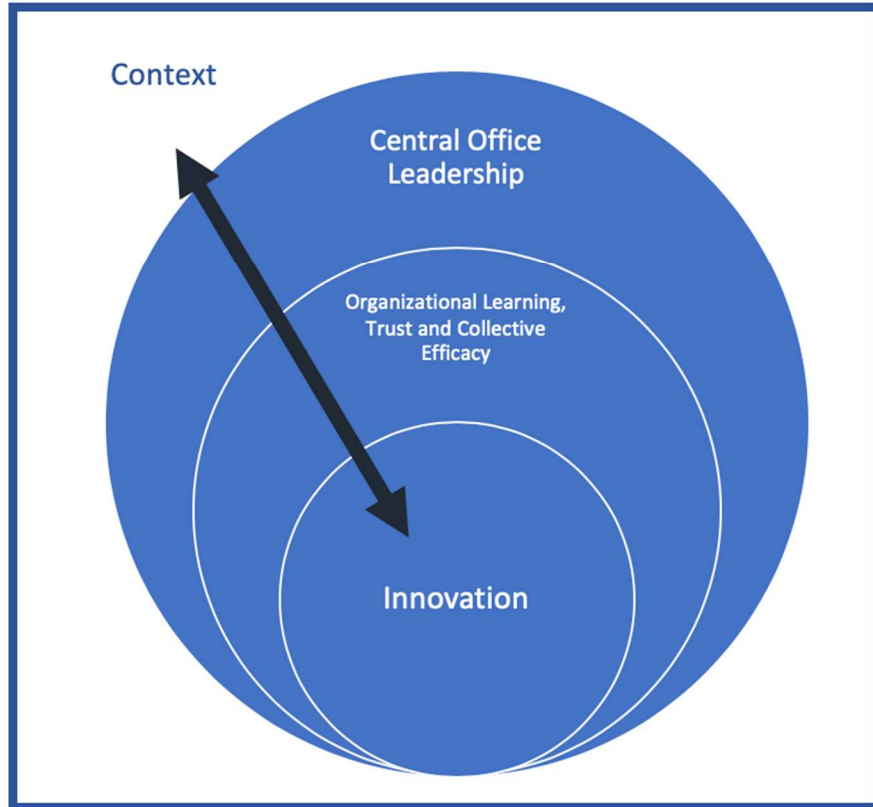 Context
Central Office
Leadership
Organizational Learning,
Trust and Collective
Efficacy
Innovation